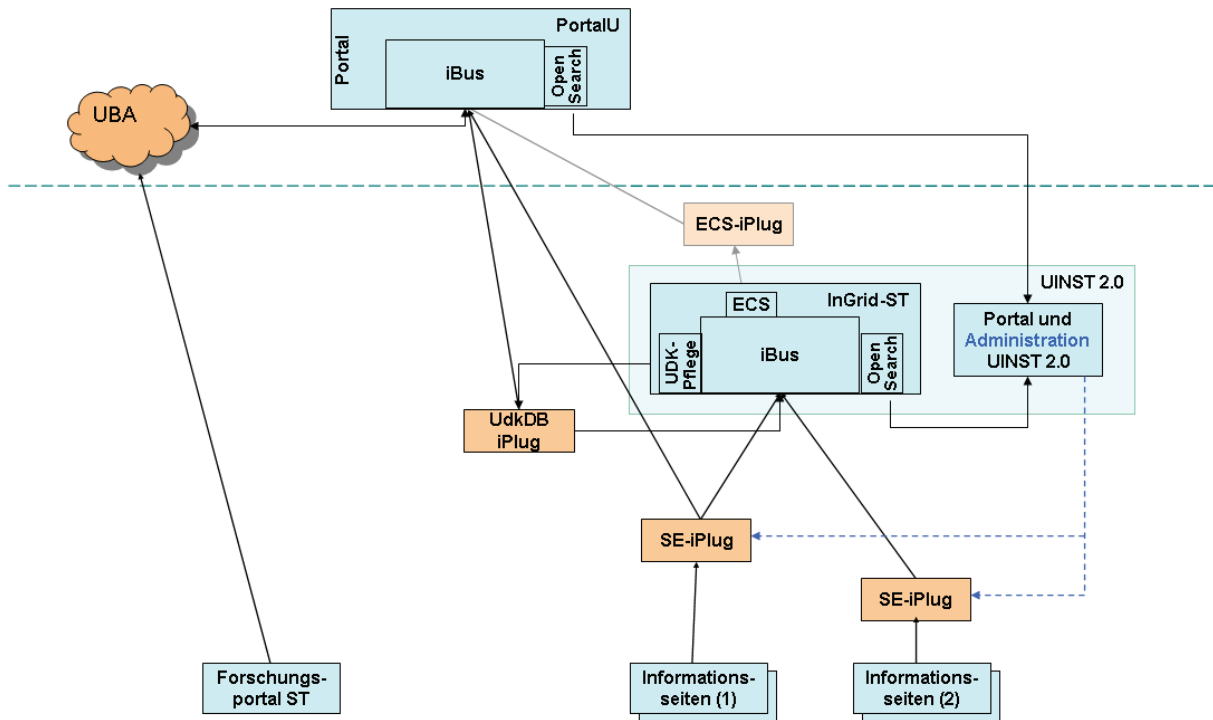 PortalU
Portal
iBus
Open
Search
UBA
ECS-iPlug
UINST 2.0
InGrid-ST
ECS
UDK-
Pflege
iBus
Open
Search
Portal und
Administration
UINST 2.0
UdkDB
iPlug
SE-iPlug
SE-iPlug
Forschungs-
portal ST
Informations-
seiten (1)
Informations-
seiten (2)